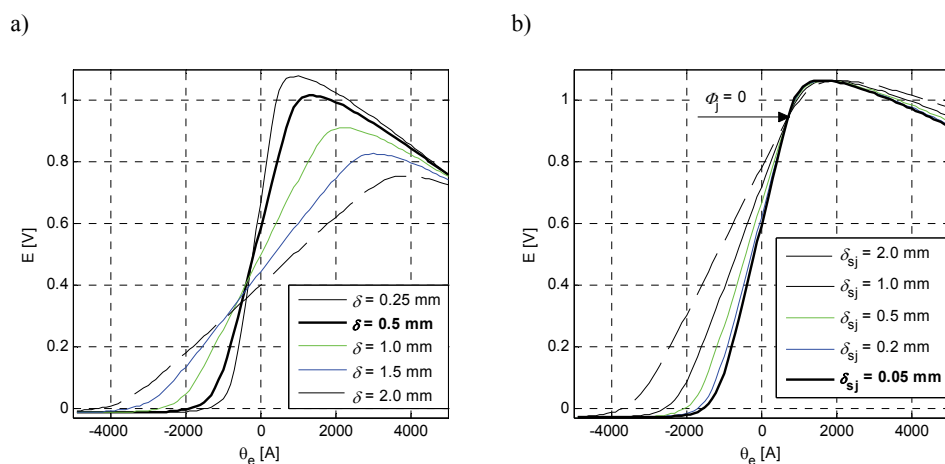 a)
b)
1
0.8
0.6
0.4
0.2
0
E [V]
-4000 -2000 0 2000 4000
θe [A]
δ = 0.25 mm
δ = 0.5 mm
δ = 1.0 mm
δ = 1.5 mm
δ = 2.0 mm
Φj = 0
1
0.8
0.6
0.4
0.2
0
E [V]
-4000 -2000 0 2000 4000
θe [A]
δsj = 2.0 mm
δsj = 1.0 mm
δsj = 0.5 mm
δsj = 0.2 mm
δsj = 0.05 mm